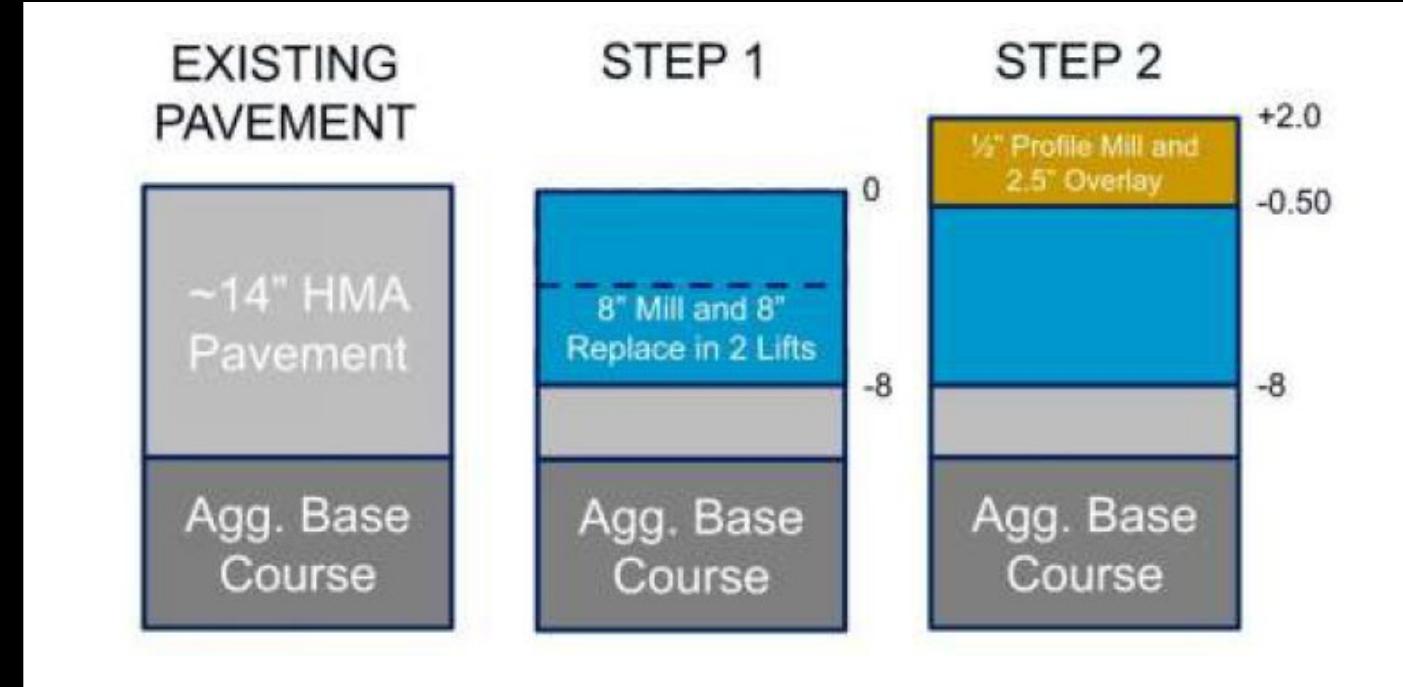 EXISTING
PAVEMENT
~14” HMA
Pavement
Agg. Base
Course
STEP 1
0
8” Mill and 8”
Replace in 2 Lifts
-8
Agg. Base
Course
STEP 2
+2.0
½” Profile Mill and
2.5” Overlay
-0.50
-8
Agg. Base
Course